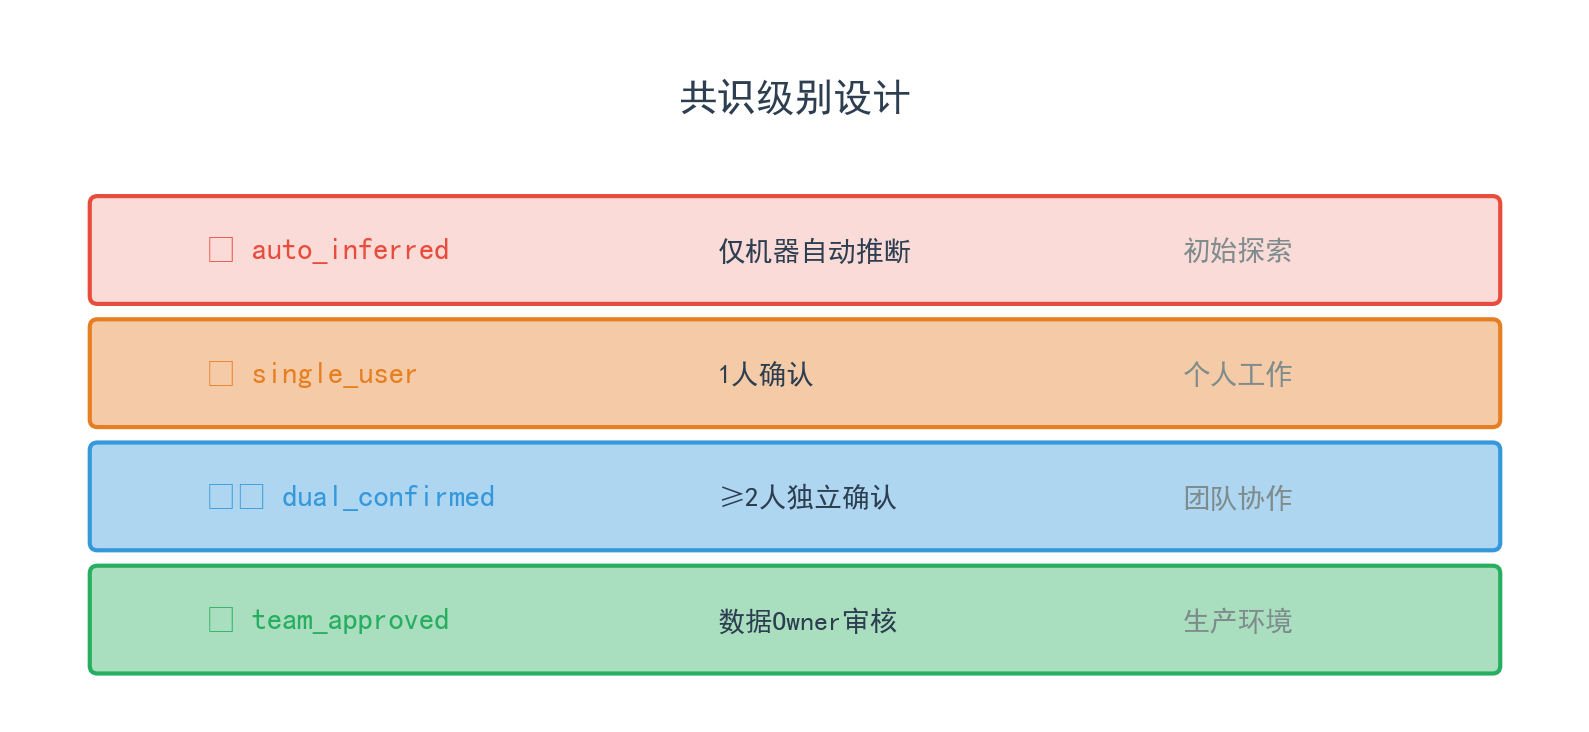 共识级别设计
□ auto_inferred 仅机器自动推断 初始探索
□ single_user 1人确认 个人工作
□□ dual_confirmed ≥2人独立确认 团队协作
□ team_approved 数据Owner审核 生产环境